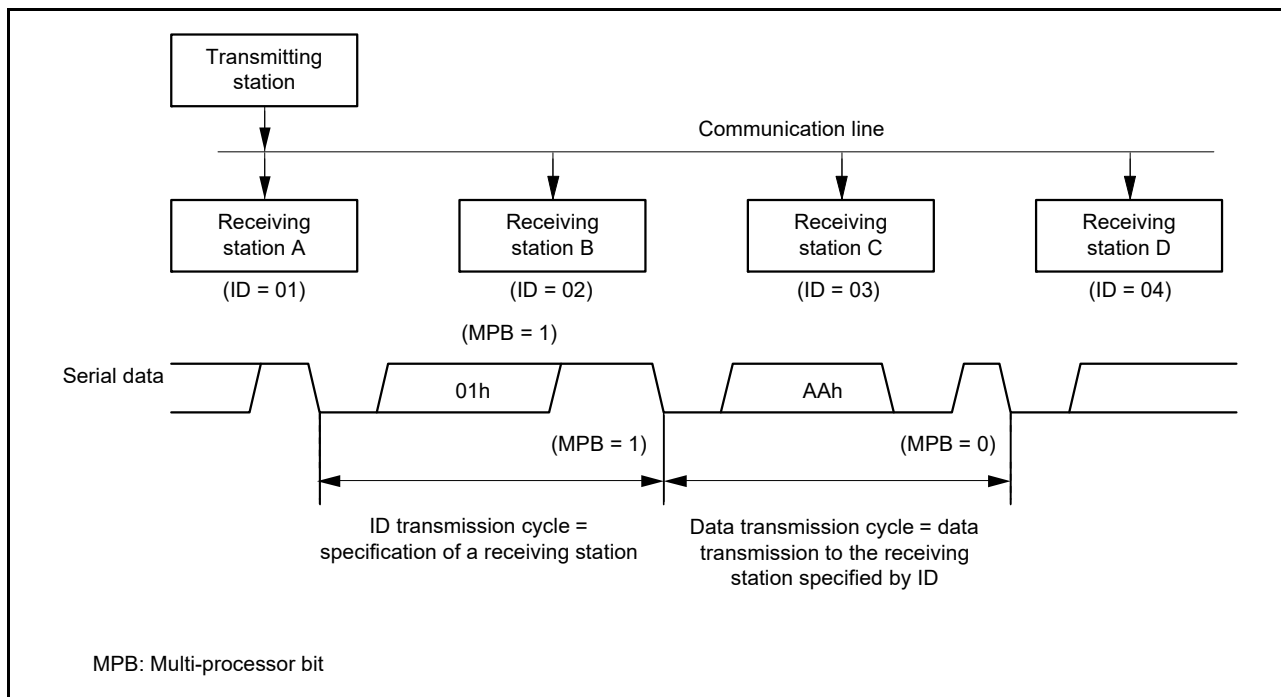 Transmitting
station
Communication line
Receiving
station A
Receiving
station B
Receiving
station C
Receiving
station D
(ID = 01)
(ID = 02)
(ID = 03)
(ID = 04)
(MPB = 1)
Serial data
01h
AAh
(MPB = 1)
(MPB = 0)
ID transmission cycle =
specification of a receiving station
Data transmission cycle = data
transmission to the receiving
station specified by ID
MPB: Multi-processor bit